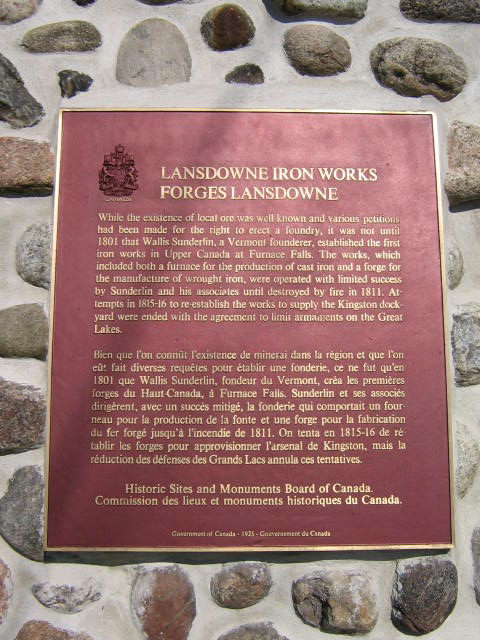 CANADA
LANSDOWNE IRON WORKS
FORGES LANSDOWNE
While the existence of local ore was well known and various petitions
had been made for the right to erect a foundry, it was not until
1801 that Wallis Sunderlin, a Vermont founderer, established the first
iron works in Upper Canada at Furnace Falls. The works, which
included both a furnace for the production of cast iron and a forge for
the manufacture of wrought iron, were operated with limited success
by Sunderlin and his associates until destroyed by fire in 1811. At-
tempts in 1815-16 to re-establish the works to supply the Kingston dock-
yard were ended with the agreement to limit armaments on the Great
Lakes.
Bien que l'on connût l'existence de minerai dans la région et que l'on
eût fait diverses requêtes pour établir une fonderie, ce ne fut qu'en
1801 que Wallis Sunderlin, fondeur du Vermont, créa les premières
forges du Haut-Canada, à Furnace Falls. Sunderlin et ses associés
dirigèrent, avec un succès mitigé, la fonderie qui comportait un four-
neau pour la production de la fonte et une forge pour la fabrication
du fer forgé jusqu'à l'incendie de 1811. On tenta en 1815-16 de ré-
tablir les forges pour approvisionner l'arsenal de Kingston, mais la
réduction des défenses des Grands Lacs annula ces tentatives.
Historic Sites and Monuments Board of Canada.
Commission des lieux et monuments historiques du Canada.
Government of Canada - 1935 - Gouvernement du Canada